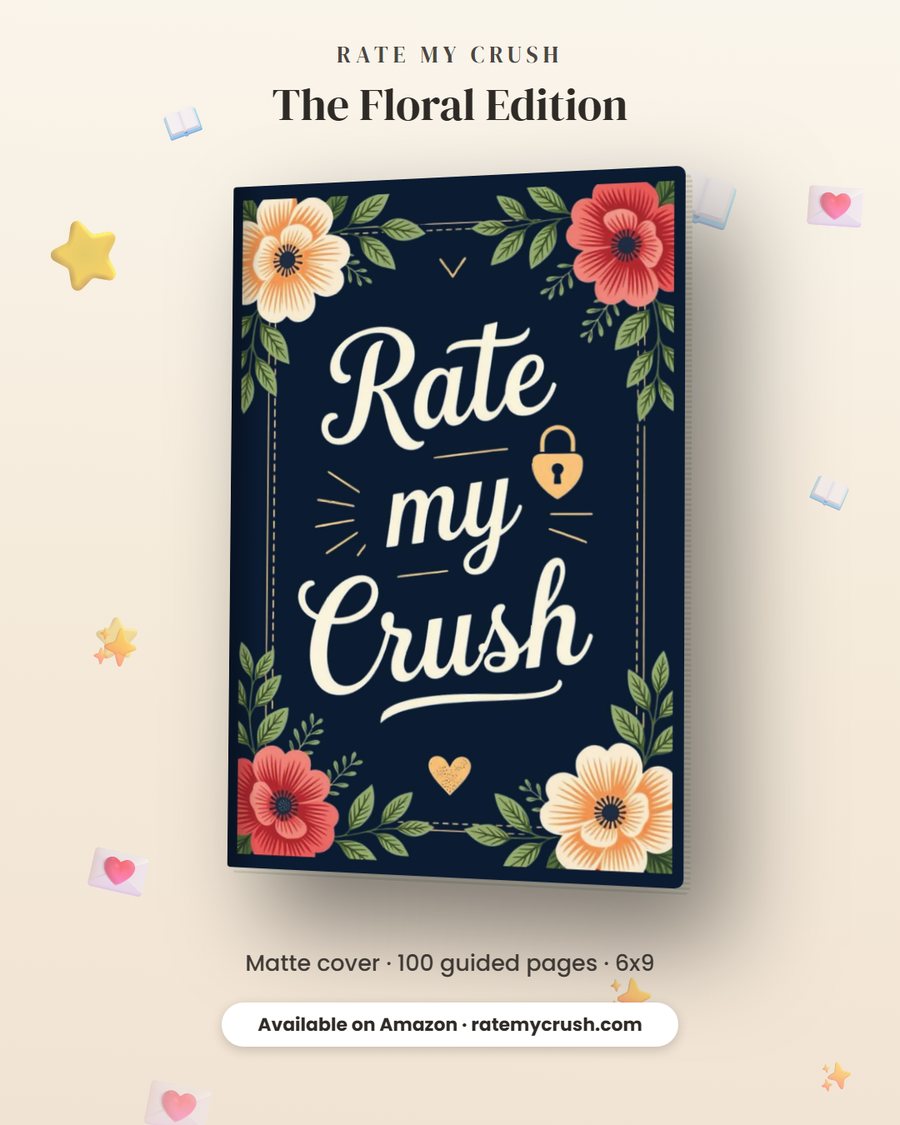 RATE MY CRUSH
The Floral Edition
Rate
my
Crush
Matte cover · 100 guided pages · 6x9
Available on Amazon · ratemycrush.com